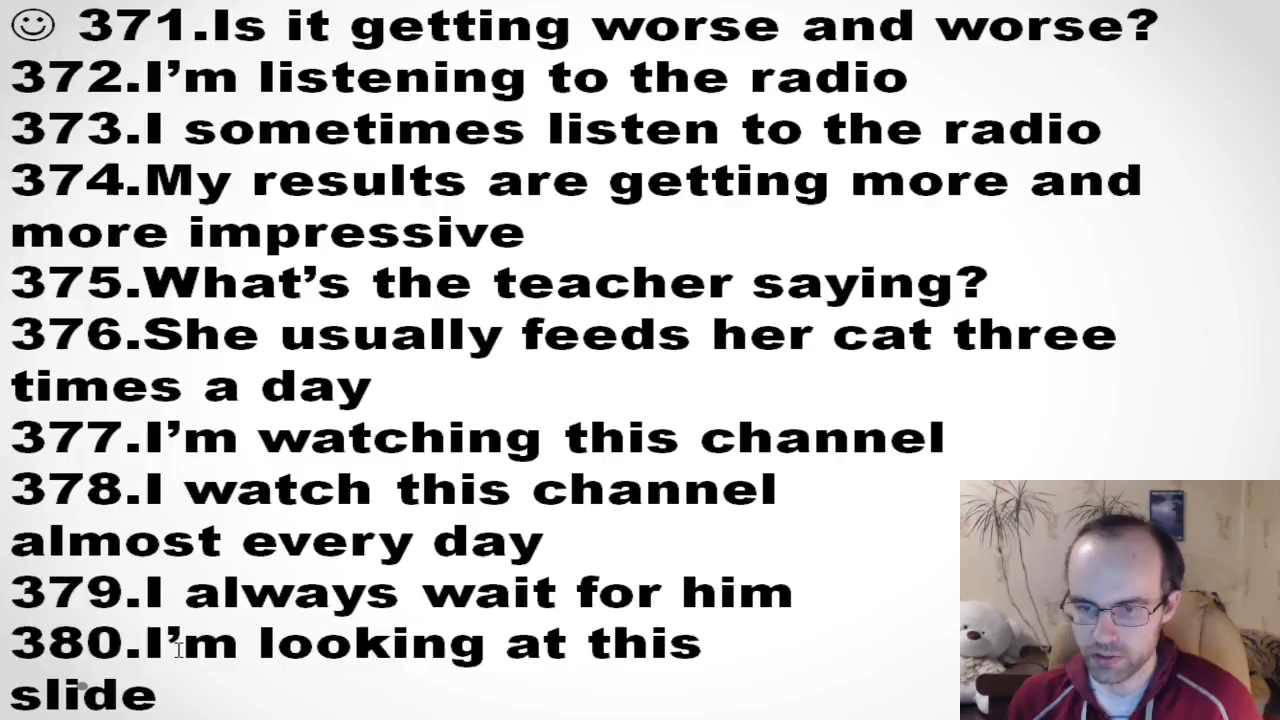 ☺ 371.Is it getting worse and worse?
372.I’m listening to the radio
373.I sometimes listen to the radio
374.My results are getting more and
more impressive
375.What’s the teacher saying?
376.She usually feeds her cat three
times a day
377.I’m watching this channel
378.I watch this channel
almost every day
379.I always wait for him
380.I’m looking at this
slide